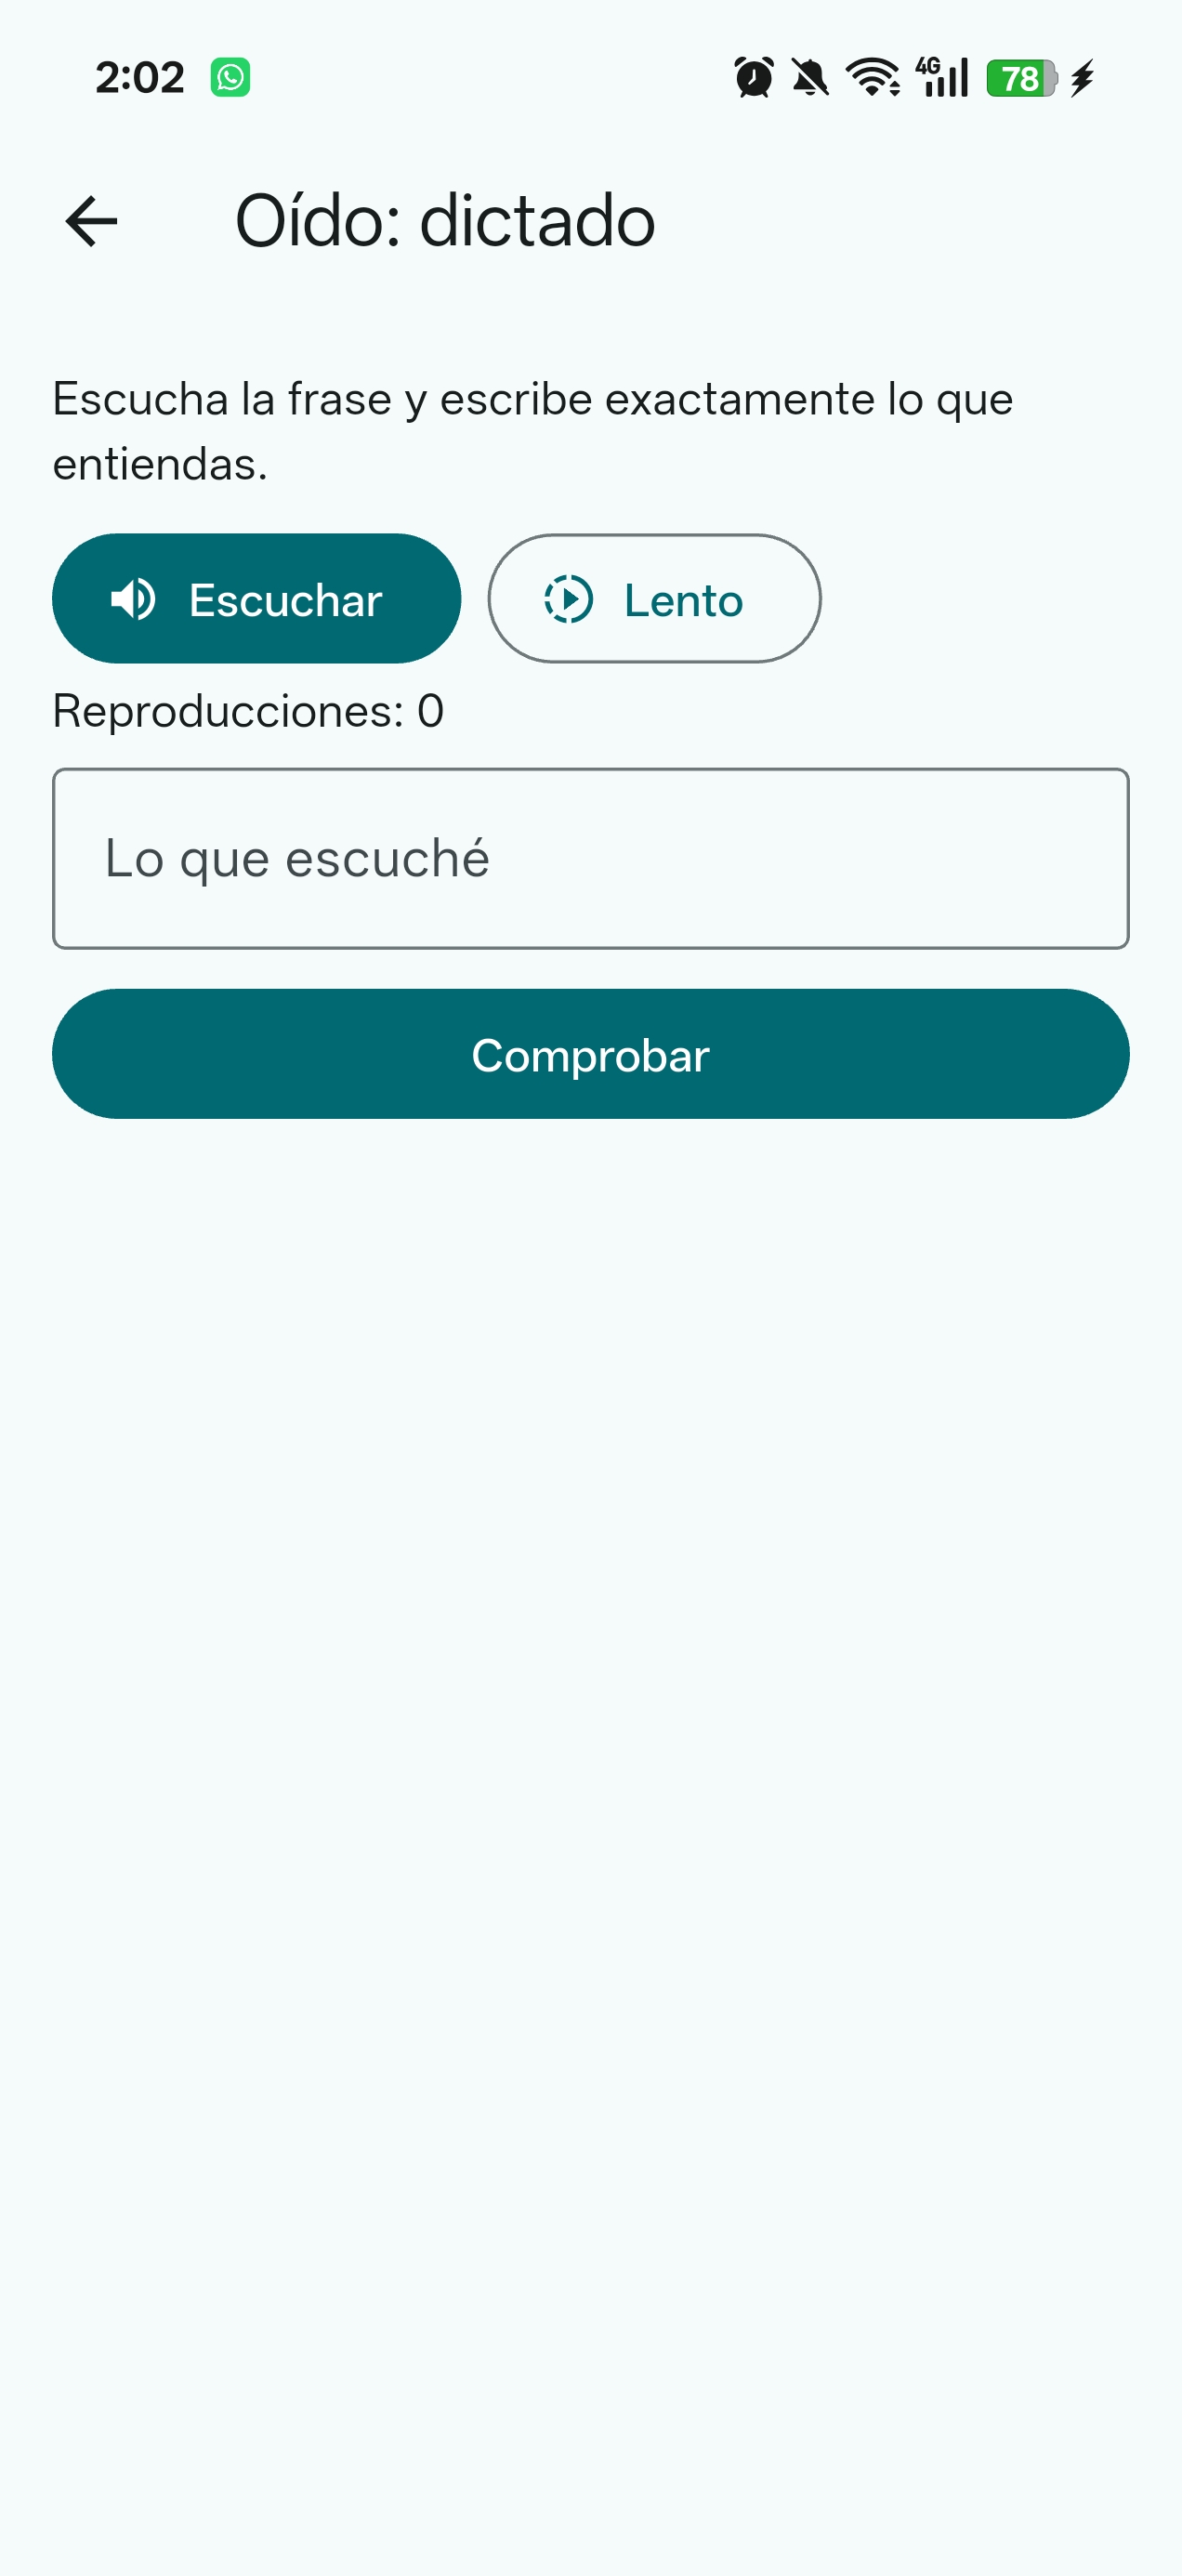 2:02
4G
78
Oído: dictado
Escucha la frase y escribe exactamente lo que
entiendas.
Escuchar
Lento
Reproducciones: 0
Lo que escuché
Comprobar